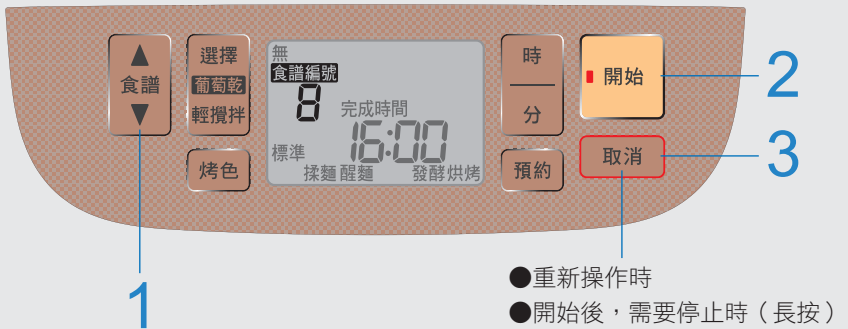 ▲
食譜
▼
選擇
葡萄乾
輕攪拌
烤色
無
食譜編號
8
完成時間
16:00
標準
揉麵 醒麵 發酵 烘烤
時
分
預約
開始
取消
1
2
3
●重新操作時
●開始後，需要停止時（長按）